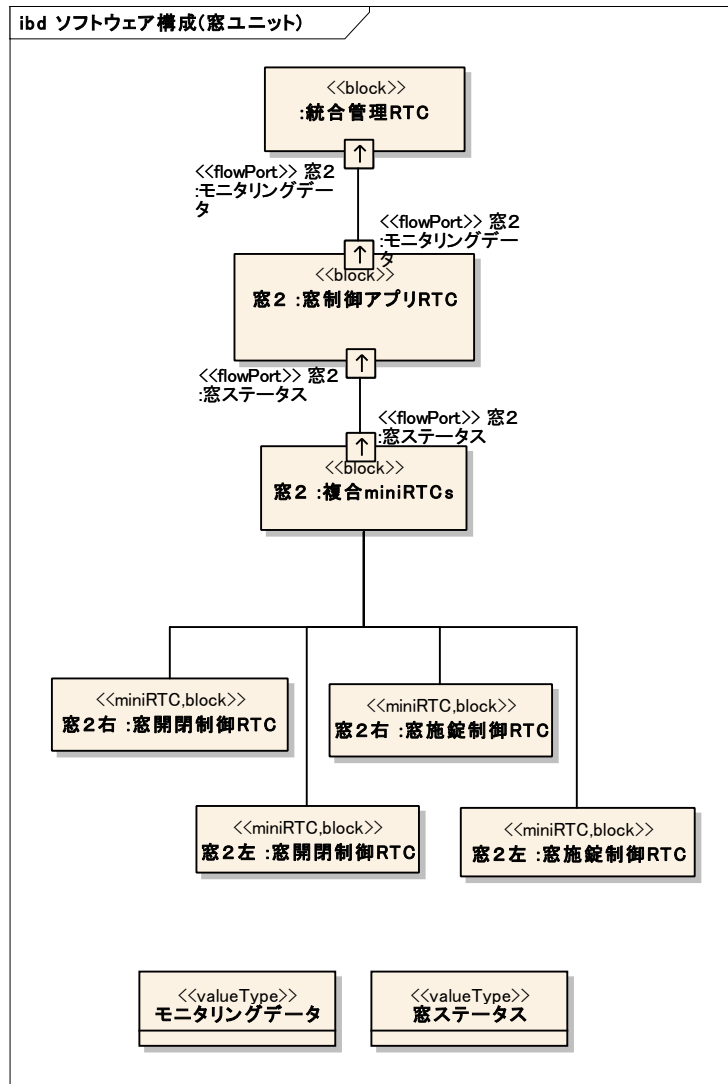 ibd ソフトウェア構成(窓ユニット)
<<block>>
:統合管理RTC
<<flowPort>> 窓2
:モニタリングデー
タ
<<flowPort>> 窓2
:モニタリングデー
タ
<<block>>
窓2 :窓制御アプリRTC
<<flowPort>> 窓2
:窓ステータス
<<flowPort>> 窓2
:窓ステータス
<<block>>
窓2 :複合miniRTCs
<<miniRTC,block>>
窓2右 :窓開閉制御RTC
<<miniRTC,block>>
窓2右 :窓施錠制御RTC
<<miniRTC,block>>
窓2左 :窓開閉制御RTC
<<miniRTC,block>>
窓2左 :窓施錠制御RTC
<<valueType>>
モニタリングデータ
<<valueType>>
窓ステータス